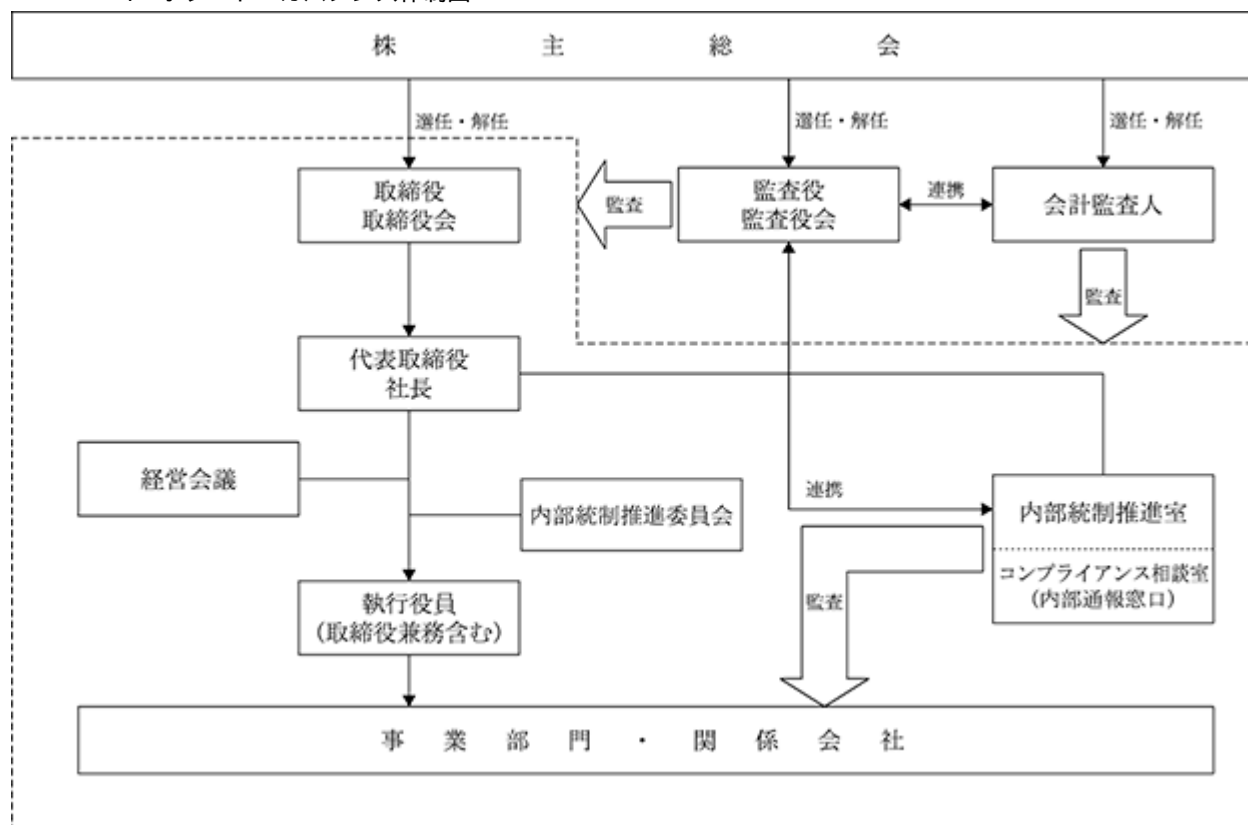 株主総会
選任・解任
選任・解任
選任・解任
取締役
取締役会
監査
監査役
監査役会
連携
会計監査人
監査
代表取締役
社長
経営会議
内部統制推進委員会
連携
内部統制推進室
コンプライアンス相談室
(内部通報窓口)
監査
執行役員
(取締役兼務含む)
事業部門・関係会社